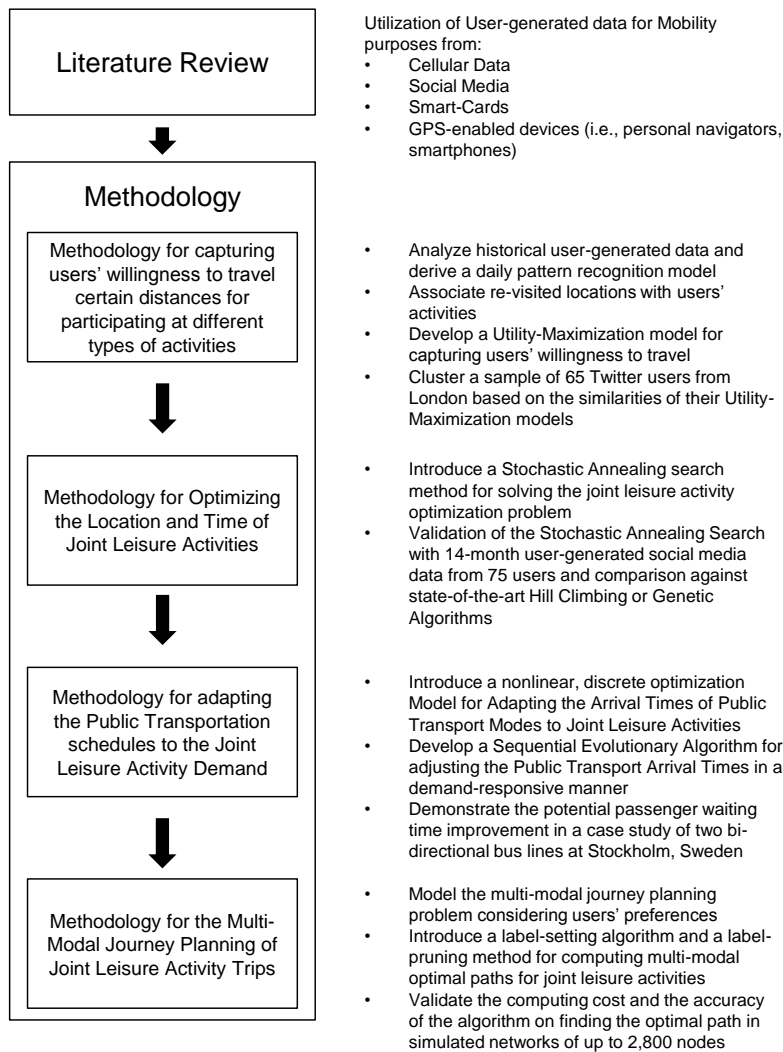 Literature Review
Utilization of User-generated data for Mobility
purposes from:
• Cellular Data
• Social Media
• Smart-Cards
• GPS-enabled devices (i.e., personal navigators,
smartphones)
Methodology
Methodology for capturing
users’ willingness to travel
certain distances for
participating at different
types of activities
• Analyze historical user-generated data and
derive a daily pattern recognition model
• Associate re-visited locations with users’
activities
• Develop a Utility-Maximization model for
capturing users’ willingness to travel
• Cluster a sample of 65 Twitter users from
London based on the similarities of their Utility-
Maximization models
Methodology for Optimizing
the Location and Time of
Joint Leisure Activities
• Introduce a Stochastic Annealing search
method for solving the joint leisure activity
optimization problem
• Validation of the Stochastic Annealing Search
with 14-month user-generated social media
data from 75 users and comparison against
state-of-the-art Hill Climbing or Genetic
Algorithms
Methodology for adapting
the Public Transportation
schedules to the Joint
Leisure Activity Demand
• Introduce a nonlinear, discrete optimization
Model for Adapting the Arrival Times of Public
Transport Modes to Joint Leisure Activities
• Develop a Sequential Evolutionary Algorithm for
adjusting the Public Transport Arrival Times in a
demand-responsive manner
• Demonstrate the potential passenger waiting
time improvement in a case study of two bi-
directional bus lines at Stockholm, Sweden
Methodology for the Multi-
Modal Journey Planning of
Joint Leisure Activity Trips
• Model the multi-modal journey planning
problem considering users’ preferences
• Introduce a label-setting algorithm and a label-
pruning method for computing multi-modal
optimal paths for joint leisure activities
• Validate the computing cost and the accuracy
of the algorithm on finding the optimal path in
simulated networks of up to 2,800 nodes